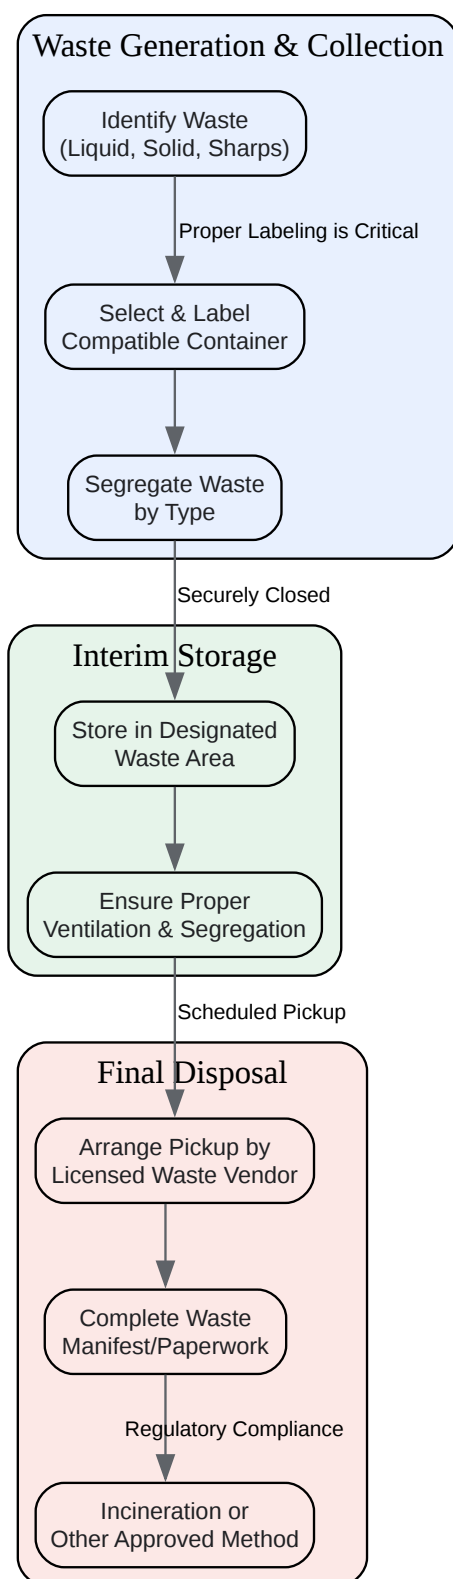 Waste Generation & Collection
Identify Waste
(Liquid, Solid, Sharps)
Proper Labeling is Critical
Select & Label
Compatible Container
Segregate Waste
by Type
Securely Closed
Interim Storage
Store in Designated
Waste Area
Ensure Proper
Ventilation & Segregation
Scheduled Pickup
Final Disposal
Arrange Pickup by
Licensed Waste Vendor
Complete Waste
Manifest/Paperwork
Regulatory Compliance
Incineration or
Other Approved Method